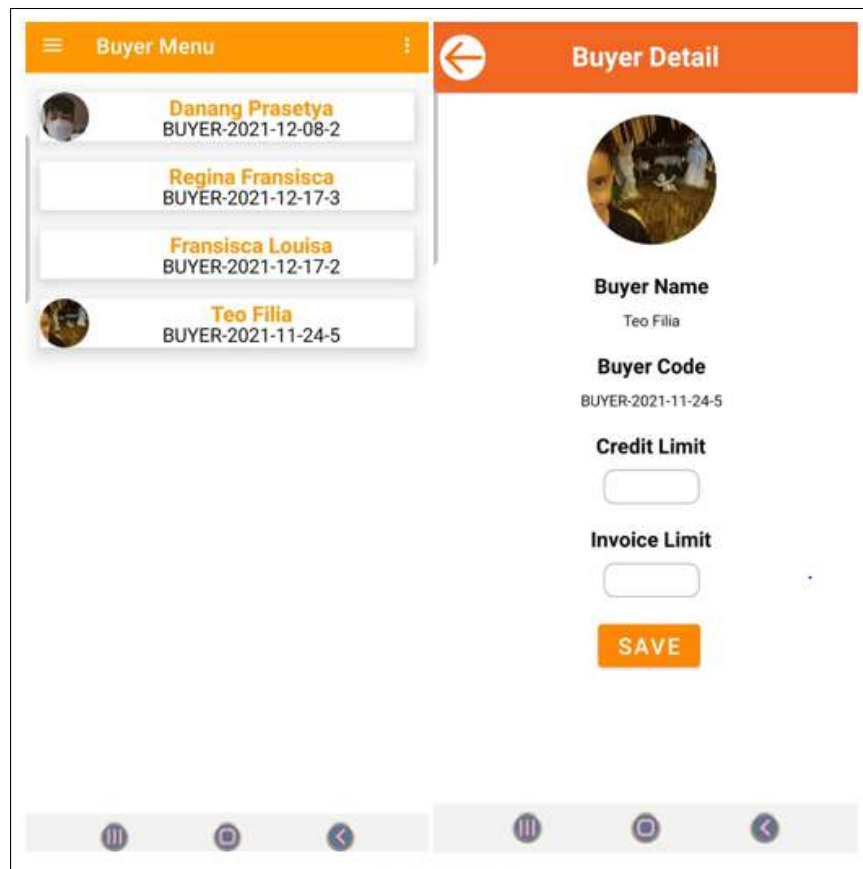 Buyer Menu
Danang Prasetya
BUYER-2021-12-08-2
Regina Fransisca
BUYER-2021-12-17-3
Fransisca Louisa
BUYER-2021-12-17-2
Teo Filia
BUYER-2021-11-24-5
Buyer Detail
Buyer Name
Teo Filia
Buyer Code
BUYER-2021-11-24-5
Credit Limit
Invoice Limit
SAVE